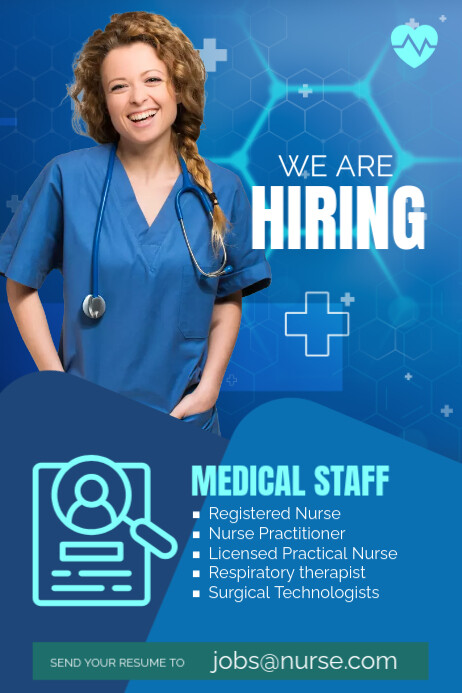 WE ARE
HIRING
MEDICAL STAFF
Registered Nurse
Nurse Practitioner
Licensed Practical Nurse
Respiratory therapist
Surgical Technologists
SEND YOUR RESUME TO jobs@nurse.com